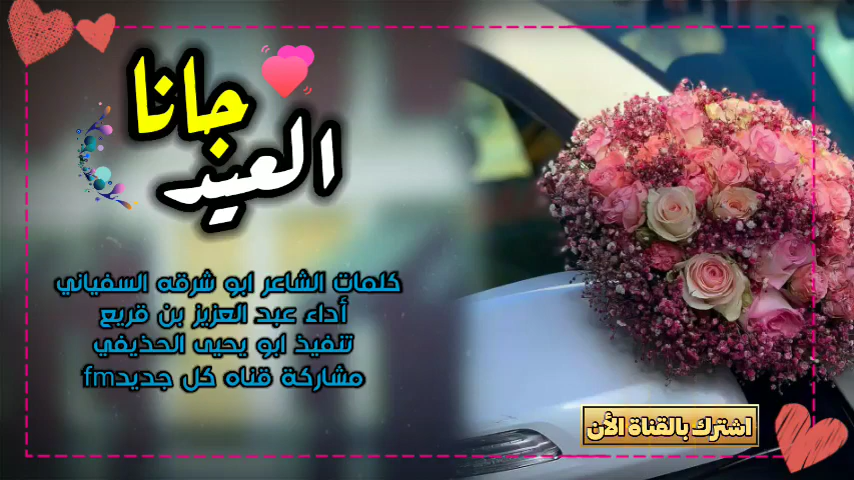 جانا
العيد
كلمات الشاعر ابو شرقه السفياني
أداء عبد العزيز بن قريع
تنفيذ ابو يحيى الحذيفي
مشاركة قناه كل جديدfm
اشترك بالقناة الأن